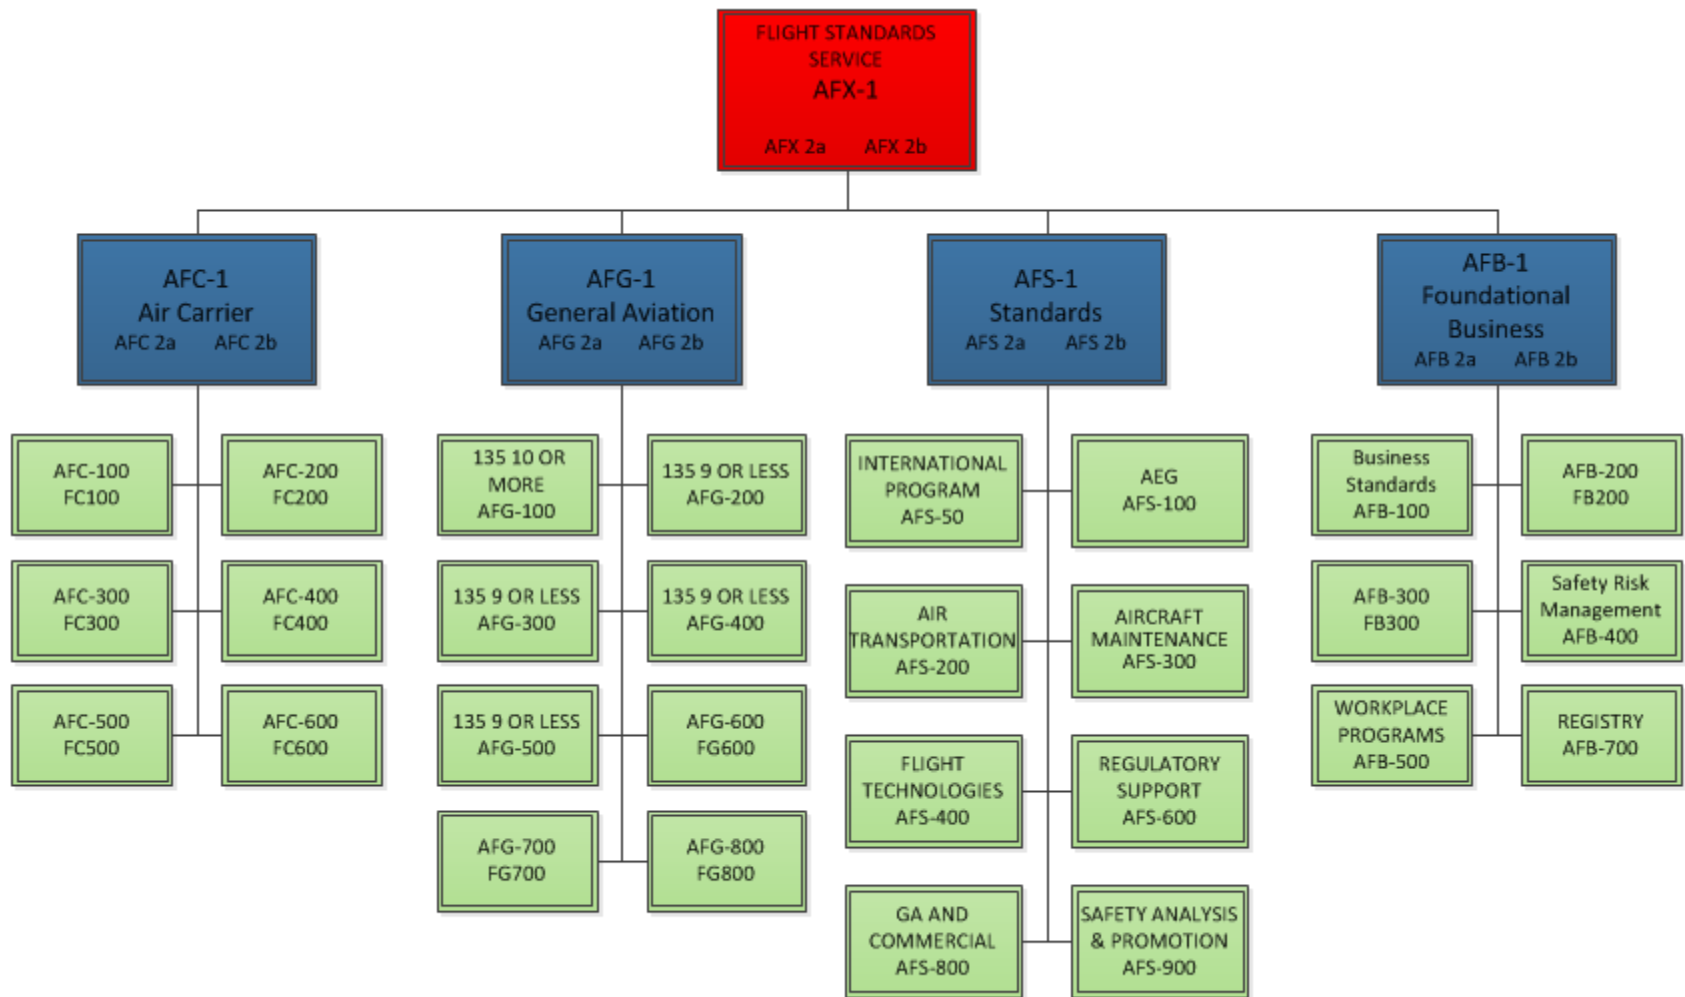 FLIGHT STANDARDS
SERVICE
AFX-1
AFX 2a AFX 2b
AFC-1
Air Carrier
AFC 2a AFC 2b
AFG-1
General Aviation
AFG 2a AFG 2b
AFS-1
Standards
AFS 2a AFS 2b
AFB-1
Foundational
Business
AFB 2a AFB 2b
AFC-100
FC100
AFC-200
FC200
AFC-300
FC300
AFC-400
FC400
AFC-500
FC500
AFC-600
FC600
135 10 OR
MORE
AFG-100
135 9 OR LESS
AFG-200
135 9 OR LESS
AFG-300
135 9 OR LESS
AFG-400
135 9 OR LESS
AFG-500
AFG-600
FG600
AFG-700
FG700
AFG-800
FG800
INTERNATIONAL
PROGRAM
AFS-50
AEG
AFS-100
AIR
TRANSPORTATION
AFS-200
AIRCRAFT
MAINTENANCE
AFS-300
FLIGHT
TECHNOLOGIES
AFS-400
REGULATORY
SUPPORT
AFS-600
GA AND
COMMERCIAL
AFS-800
SAFETY ANALYSIS
& PROMOTION
AFS-900
Business
Standards
AFB-100
AFB-200
FB200
AFB-300
FB300
Safety Risk
Management
AFB-400
WORKPLACE
PROGRAMS
AFB-500
REGISTRY
AFB-700